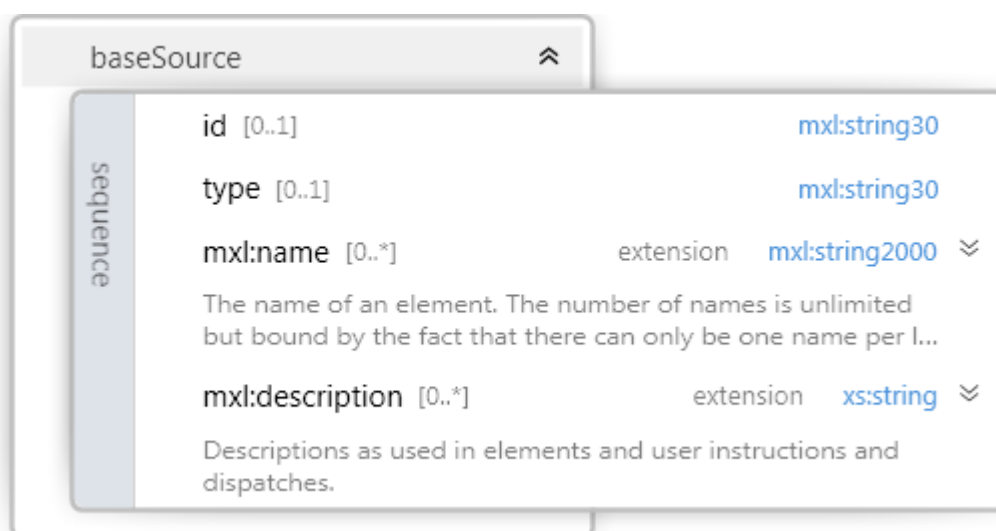 baseSource
sequence
id [0..1] mxl:string30
type [0..1] mxl:string30
mxl:name [0..*] extension mxl:string2000
The name of an element. The number of names is unlimited
but bound by the fact that there can only be one name per l...
mxl:description [0..*] extension xs:string
Descriptions as used in elements and user instructions and
dispatches.